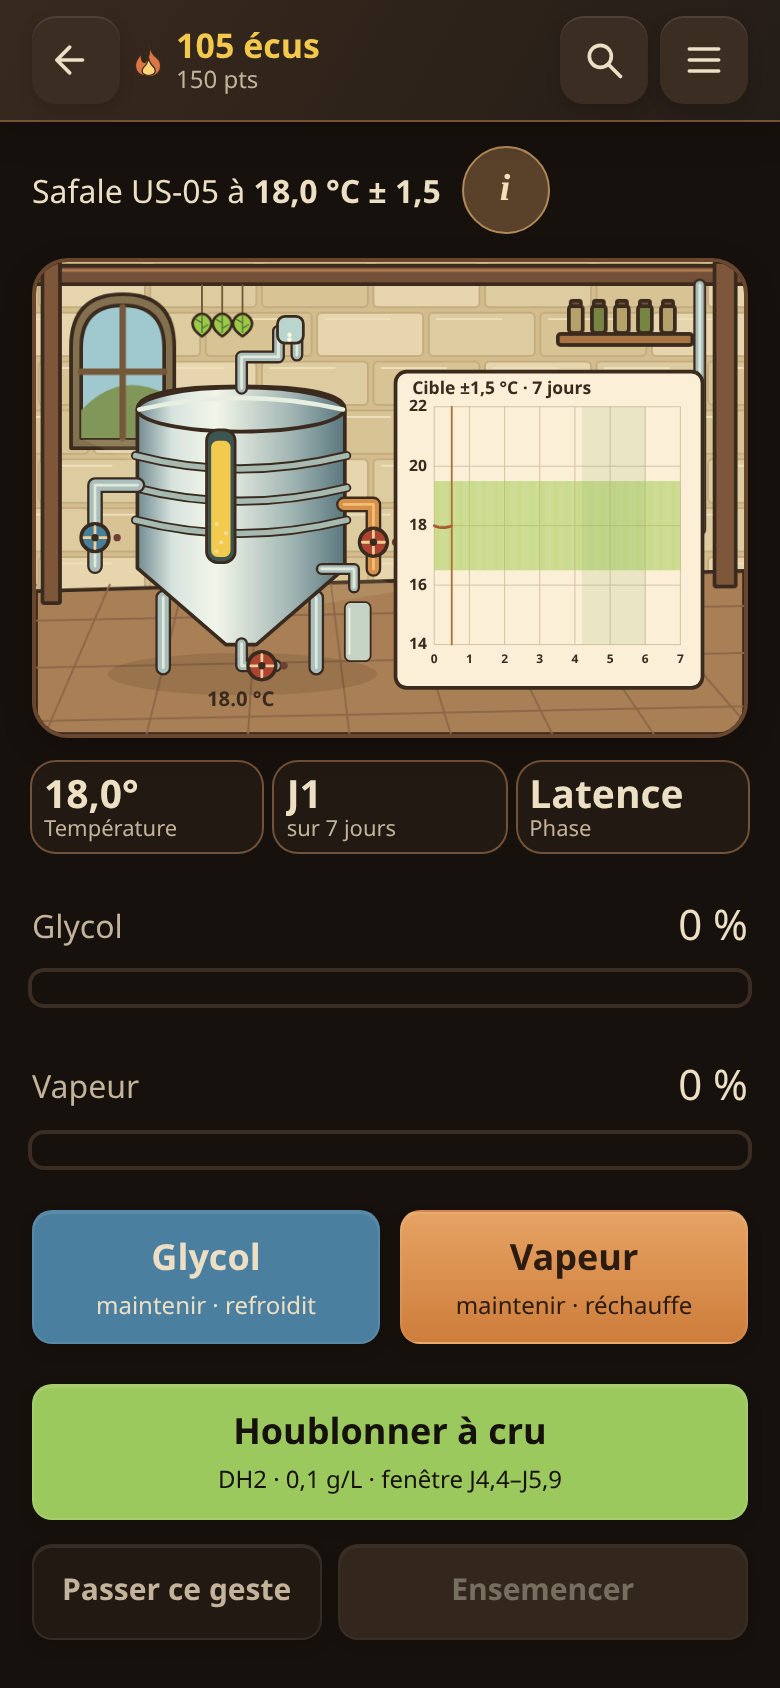 105 écus
150 pts
Safale US-05 à 18,0 °C ± 1,5
i
Cible ±1,5 °C · 7 jours
22
20
18
16
14
0 1 2 3 4 5 6 7
18.0 °C
18,0°
Température
J1
sur 7 jours
Latence
Phase
Glycol
0 %
Vapeur
0 %
Glycol
maintenir · refroidit
Vapeur
maintenir · réchauffe
Houblonner à cru
DH2 · 0,1 g/L · fenêtre J4,4–J5,9
Passer ce geste
Ensemencer